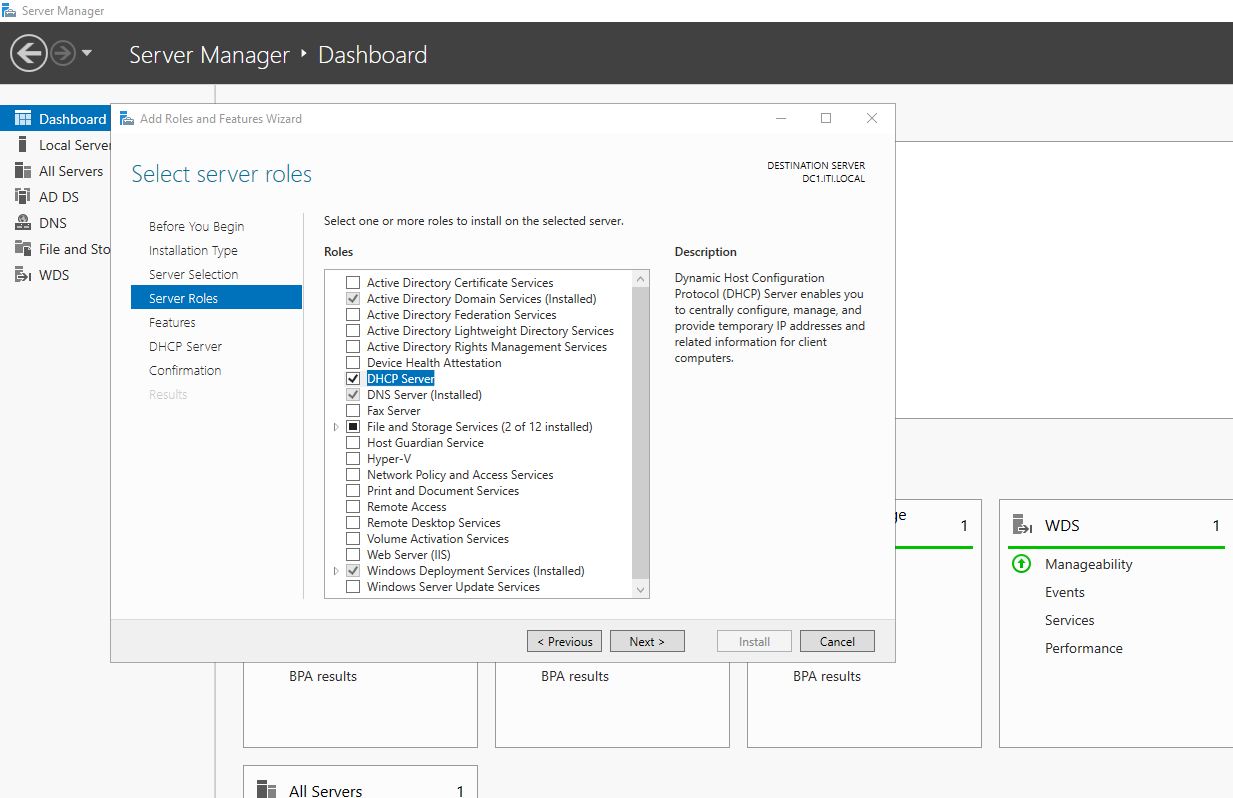 Server Manager
Server Manager Dashboard
Dashboard
Local Server
All Servers
AD DS
DNS
File and Sto
WDS
Add Roles and Features Wizard
Select server roles
DESTINATION SERVER
DC1.ITI.LOCAL
Before You Begin
Installation Type
Server Selection
Server Roles
Features
DHCP Server
Confirmation
Results
Select one or more roles to install on the selected server.
Roles
Active Directory Certificate Services
Active Directory Domain Services (Installed)
Active Directory Federation Services
Active Directory Lightweight Directory Services
Active Directory Rights Management Services
Device Health Attestation
DHCP Server
DNS Server (Installed)
Fax Server
File and Storage Services (2 of 12 installed)
Host Guardian Service
Hyper-V
Network Policy and Access Services
Print and Document Services
Remote Access
Remote Desktop Services
Volume Activation Services
Web Server (IIS)
Windows Deployment Services (Installed)
Windows Server Update Services
Description
Dynamic Host Configuration
Protocol (DHCP) Server enables you
to centrally configure, manage, and
provide temporary IP addresses and
related information for client
computers.
< Previous
Next >
Install
Cancel
ge 1
WDS 1
Manageability
Events
Services
Performance
BPA results
BPA results
BPA results
All Servers 1